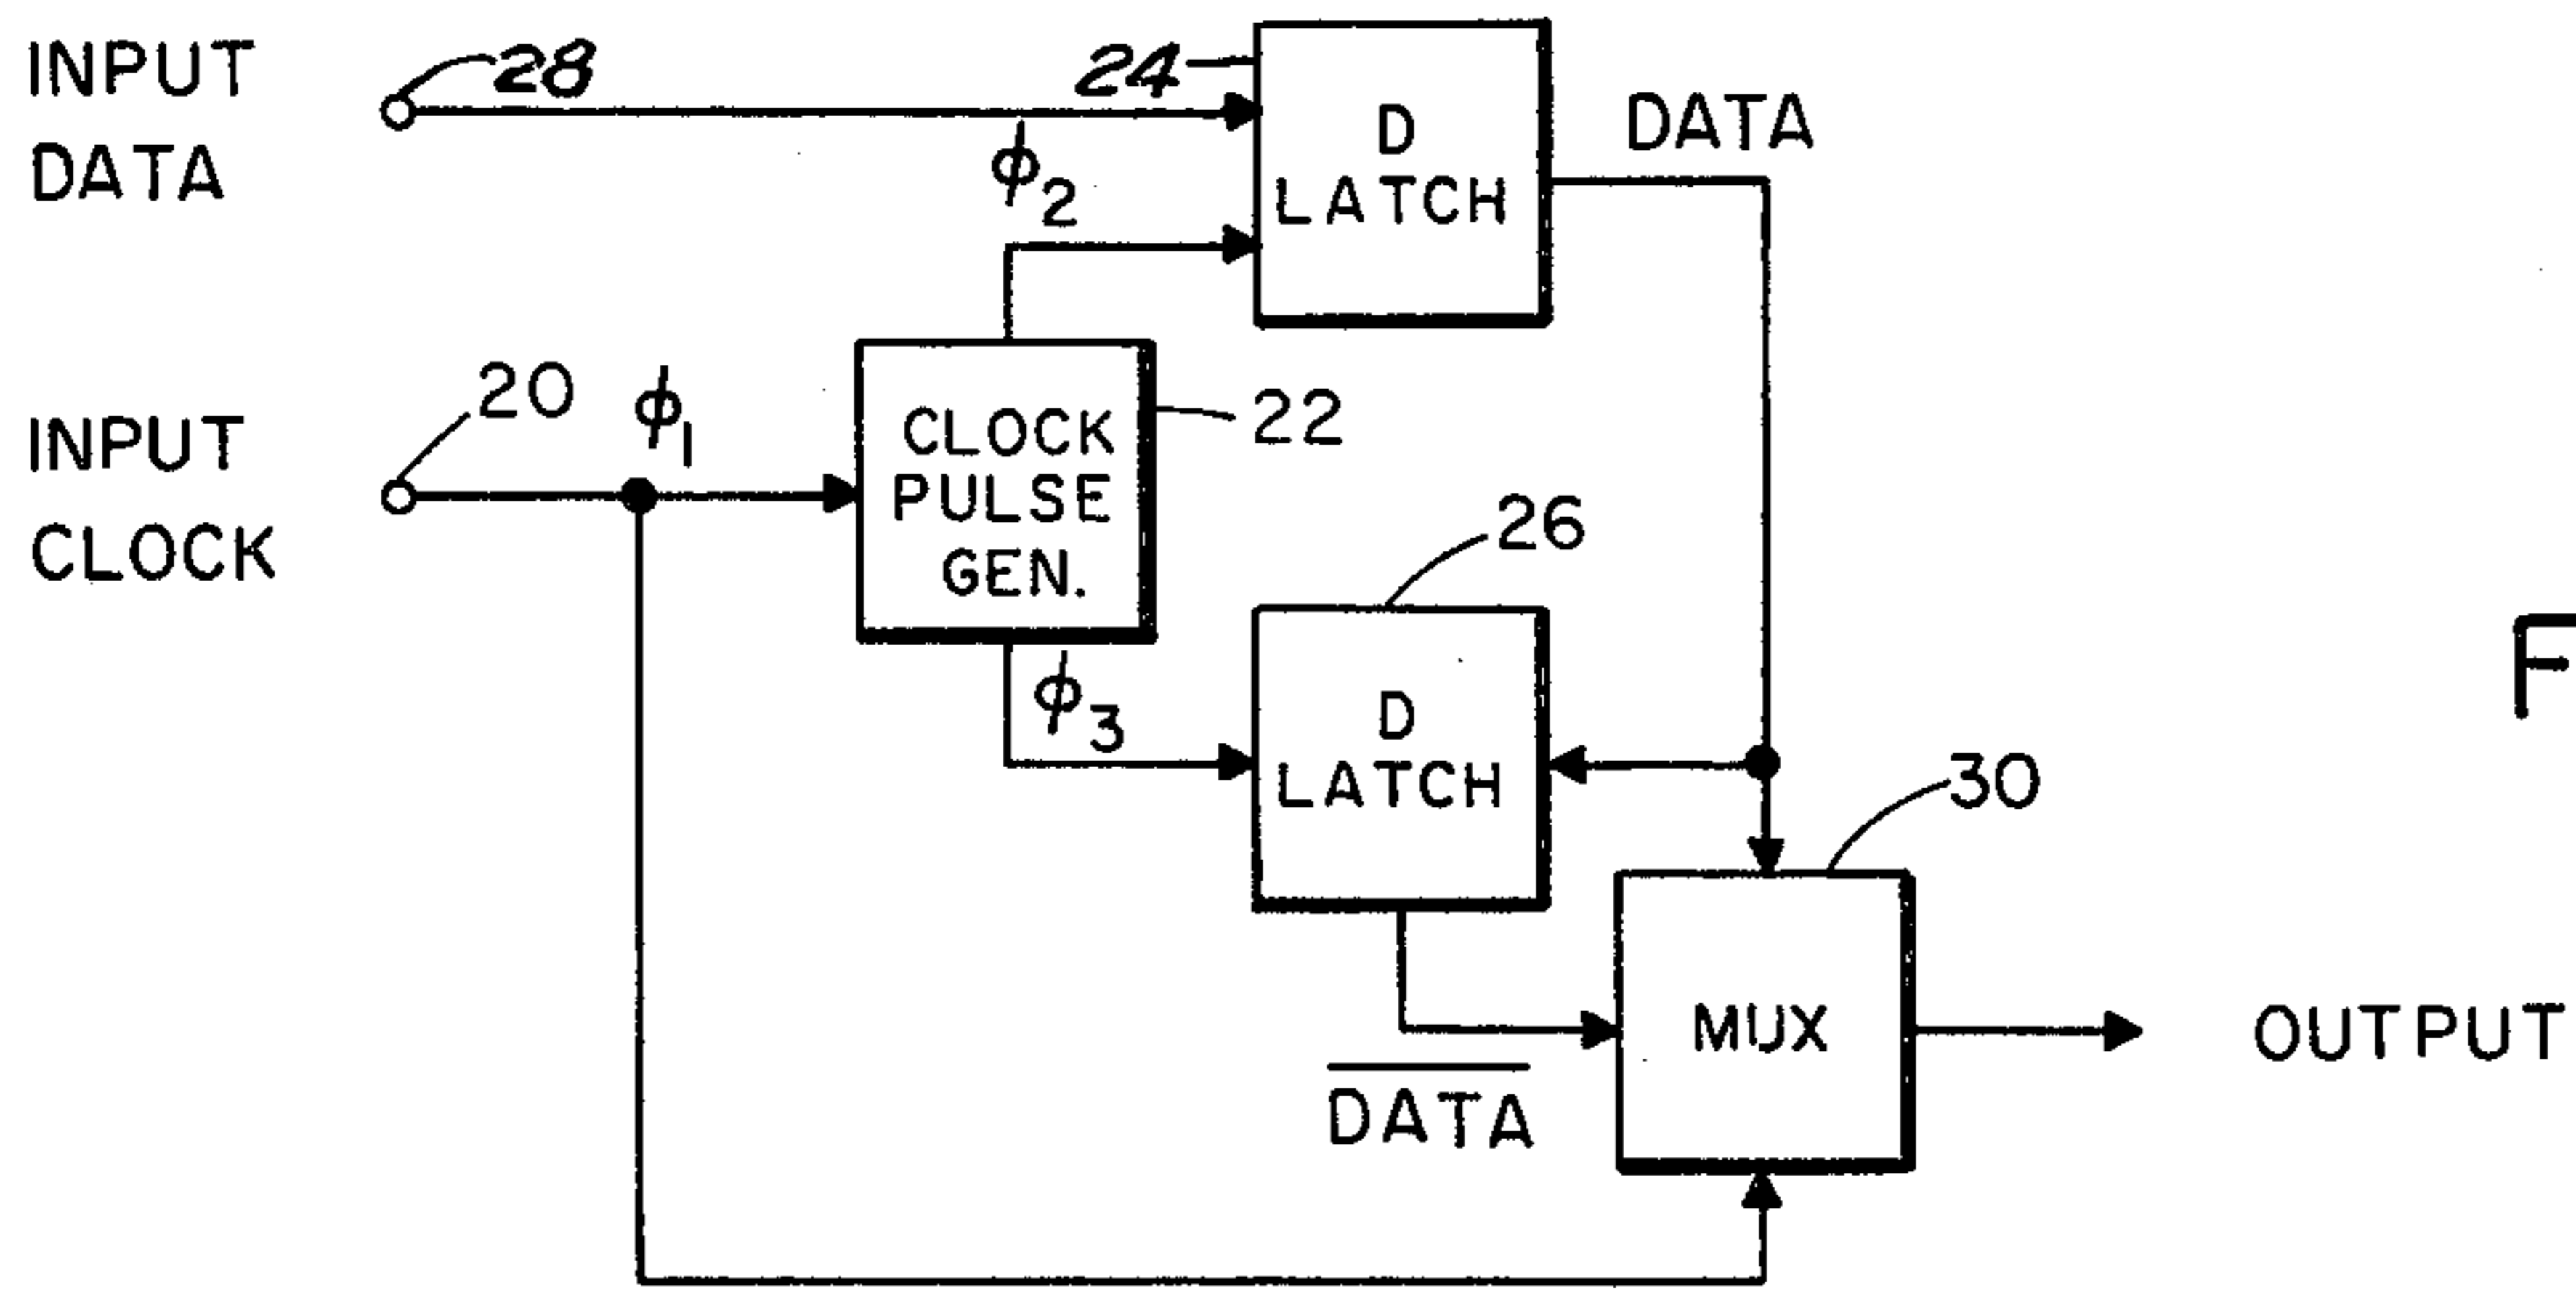 INPUT
DATA
28
24
D
LATCH
DATA
ϕ2
INPUT
CLOCK
20
ϕ1
CLOCK
PULSE
GEN.
22
ϕ3
26
D
LATCH
30
MUX
D̅A̅T̅A̅
OUTPUT
F